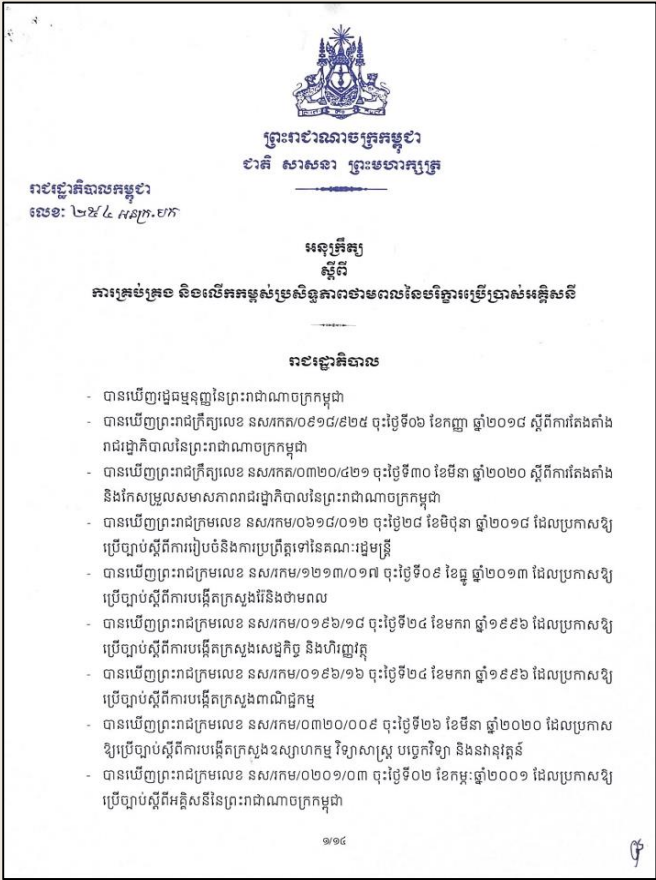 ព្រះរាជាណាចក្រកម្ពុជា
ជាតិ សាសនា ព្រះមហាក្សត្រ
រាជរដ្ឋាភិបាលកម្ពុជា
លេខ: ២៥៤ អនក្រ.បក
អនុក្រឹត្យ
ស្តីពី
ការគ្រប់គ្រង និងលើកកម្ពស់ប្រសិទ្ធភាពថាមពលនៃបរិក្ខារប្រើប្រាស់អគ្គិសនី
រាជរដ្ឋាភិបាល
- បានឃើញរដ្ឋធម្មនុញ្ញនៃព្រះរាជាណាចក្រកម្ពុជា
- បានឃើញព្រះរាជក្រឹត្យលេខ នស/រកត/០៩១៨/៩២៥ ចុះថ្ងៃទី០៦ ខែកញ្ញា ឆ្នាំ២០១៨ ស្តីពីការតែងតាំង
រាជរដ្ឋាភិបាលនៃព្រះរាជាណាចក្រកម្ពុជា
- បានឃើញព្រះរាជក្រឹត្យលេខ នស/រកត/០៣២០/៤២១ ចុះថ្ងៃទី៣០ ខែមីនា ឆ្នាំ២០២០ ស្តីពីការតែងតាំង
និងកែសម្រួលសមាសភាពរាជរដ្ឋាភិបាលនៃព្រះរាជាណាចក្រកម្ពុជា
- បានឃើញព្រះរាជក្រមលេខ នស/រកម/០៦១៨/០១២ ចុះថ្ងៃ២៨ ខែមិថុនា ឆ្នាំ២០១៨ ដែលប្រកាសឱ្យ
ប្រើច្បាប់ស្តីពីការរៀបចំនិងការប្រព្រឹត្តទៅនៃគណៈរដ្ឋមន្ត្រី
- បានឃើញព្រះរាជក្រមលេខ នស/រកម/១២១៣/០១៧ ចុះថ្ងៃទី០៩ ខែធ្នូ ឆ្នាំ២០១៣ ដែលប្រកាសឱ្យ
ប្រើច្បាប់ស្តីពីការបង្កើតក្រសួងរ៉ែនិងថាមពល
- បានឃើញព្រះរាជក្រមលេខ នស/រកម/០១៩៦/១៨ ចុះថ្ងៃទី២៤ ខែមករា ឆ្នាំ១៩៩៦ ដែលប្រកាសឱ្យ
ប្រើច្បាប់ស្តីពីការបង្កើតក្រសួងសេដ្ឋកិច្ច និងហិរញ្ញវត្ថុ
- បានឃើញព្រះរាជក្រមលេខ នស/រកម/០១៩៦/១៦ ចុះថ្ងៃទី២៤ ខែមករា ឆ្នាំ១៩៩៦ ដែលប្រកាសឱ្យ
ប្រើច្បាប់ស្តីពីការបង្កើតក្រសួងពាណិជ្ជកម្ម
- បានឃើញព្រះរាជក្រមលេខ នស/រកម/០៣២០/០០៩ ចុះថ្ងៃទី២៦ ខែមីនា ឆ្នាំ២០២០ ដែលប្រកាស
ឱ្យប្រើច្បាប់ស្តីពីការបង្កើតក្រសួងឧស្សាហកម្ម វិទ្យាសាស្ត្រ បច្ចេកវិទ្យា និងនវានុវត្តន៍
- បានឃើញព្រះរាជក្រមលេខ នស/រកម/០២០១/០៣ ចុះថ្ងៃទី០២ ខែកម្ភៈឆ្នាំ២០០១ ដែលប្រកាសឱ្យ
ប្រើច្បាប់ស្តីពីអគ្គិសនីនៃព្រះរាជាណាចក្រកម្ពុជា
១/១៤